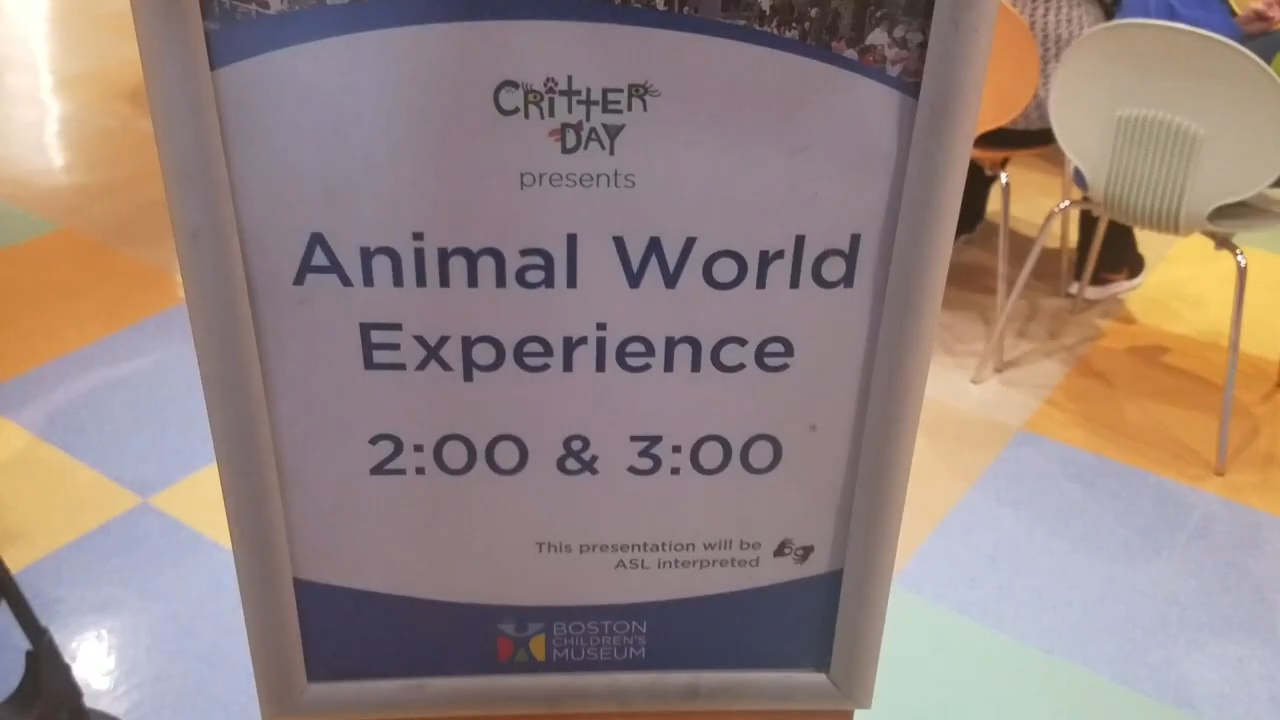 CRITTER
DAY
presents
Animal World
Experience
2:00 & 3:00
This presentation will be
ASL interpreted
BOSTON
CHILDREN'S
MUSEUM